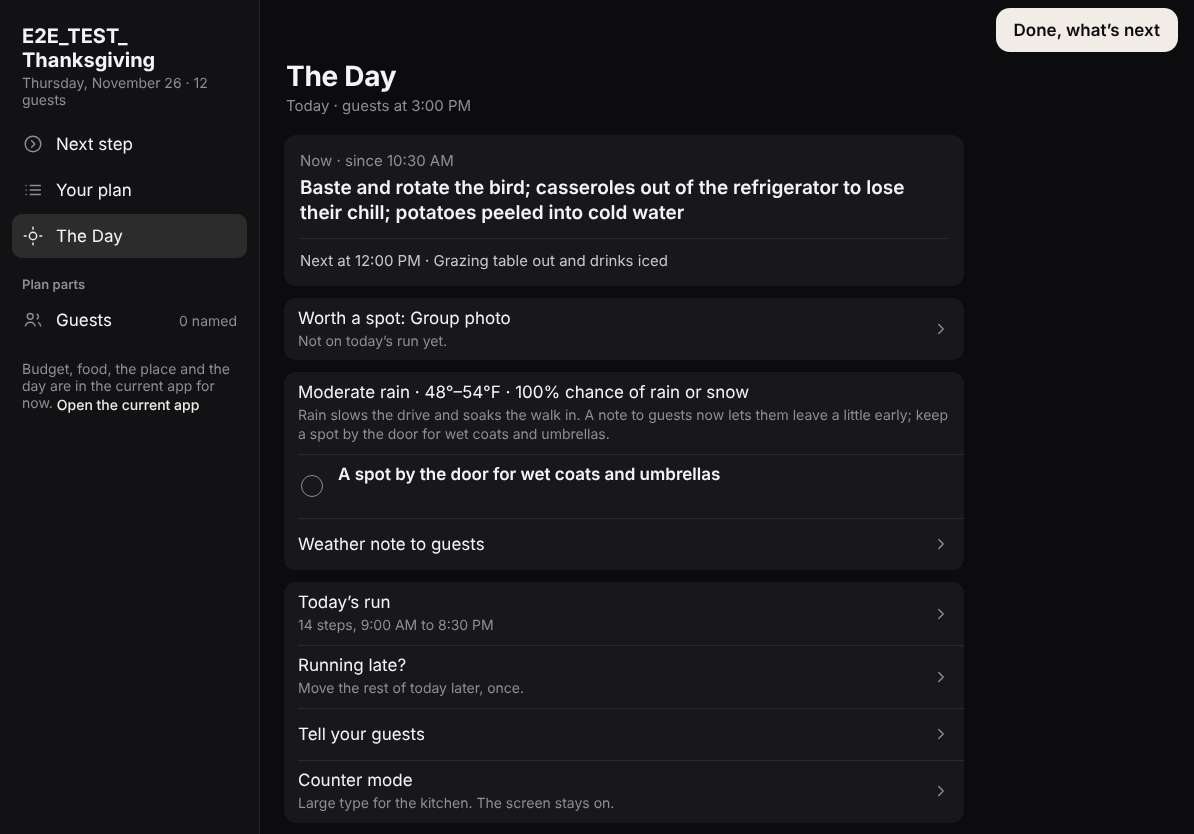 E2E_TEST_
Thanksgiving
Thursday, November 26 · 12
guests
Next step
Your plan
The Day
Plan parts
Guests
0 named
Budget, food, the place and the
day are in the current app for
now. Open the current app
Done, what’s next
The Day
Today · guests at 3:00 PM
Now · since 10:30 AM
Baste and rotate the bird; casseroles out of the refrigerator to lose
their chill; potatoes peeled into cold water
Next at 12:00 PM · Grazing table out and drinks iced
Worth a spot: Group photo
Not on today’s run yet.
Moderate rain · 48°–54°F · 100% chance of rain or snow
Rain slows the drive and soaks the walk in. A note to guests now lets them leave a little early; keep
a spot by the door for wet coats and umbrellas.
A spot by the door for wet coats and umbrellas
Weather note to guests
Today’s run
14 steps, 9:00 AM to 8:30 PM
Running late?
Move the rest of today later, once.
Tell your guests
Counter mode
Large type for the kitchen. The screen stays on.